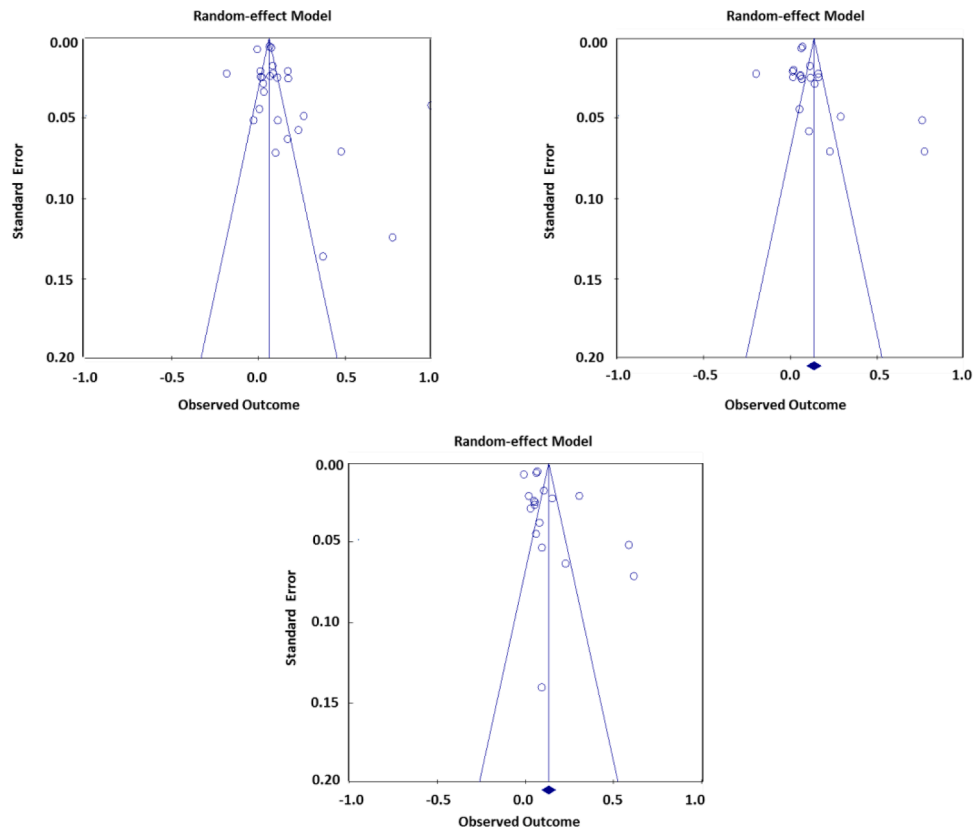 Random-effect Model
0.00
0.05
0.10
0.15
0.20
Standard Error
-1.0 -0.5 0.0 0.5 1.0
Observed Outcome
Random-effect Model
0.00
0.05
0.10
0.15
0.20
Standard Error
-1.0 -0.5 0.0 0.5 1.0
Observed Outcome
Random-effect Model
0.00
0.05
0.10
0.15
0.20
Standard Error
-1.0 -0.5 0.0 0.5 1.0
Observed Outcome